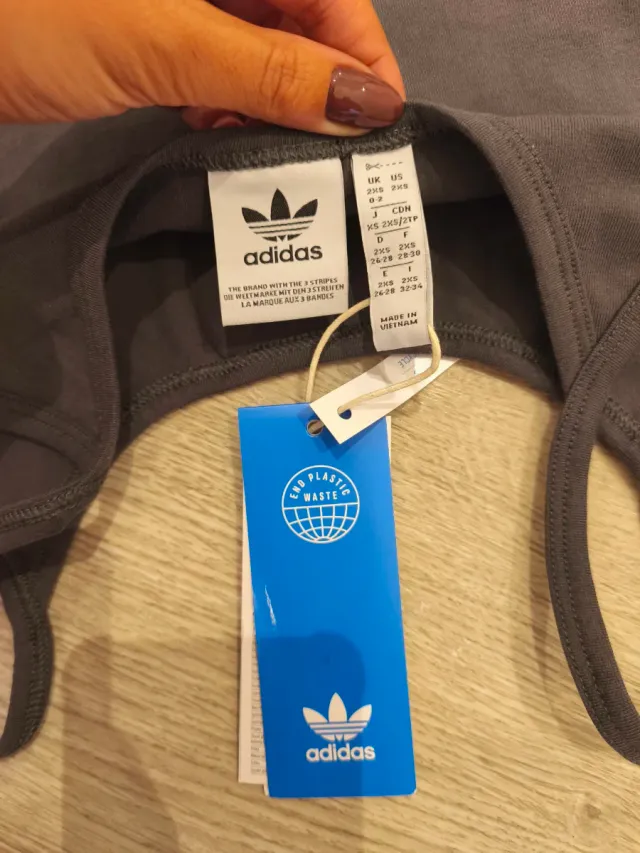 adidas
THE BRAND WITH THE 3 STRIPES
DIE WELTMARKE MIT DEN 3 STREIFEN
LA MARQUE AUX 3 BANDES
UK US
2XS 2XS
0-2
J CDN
XS 2XS/2TP
D F
2XS 2XS
26-28 28-30
E I
2XS 2XS
26-28 32-34
MADE IN
VIETNAM
END PLASTIC
WASTE
adidas